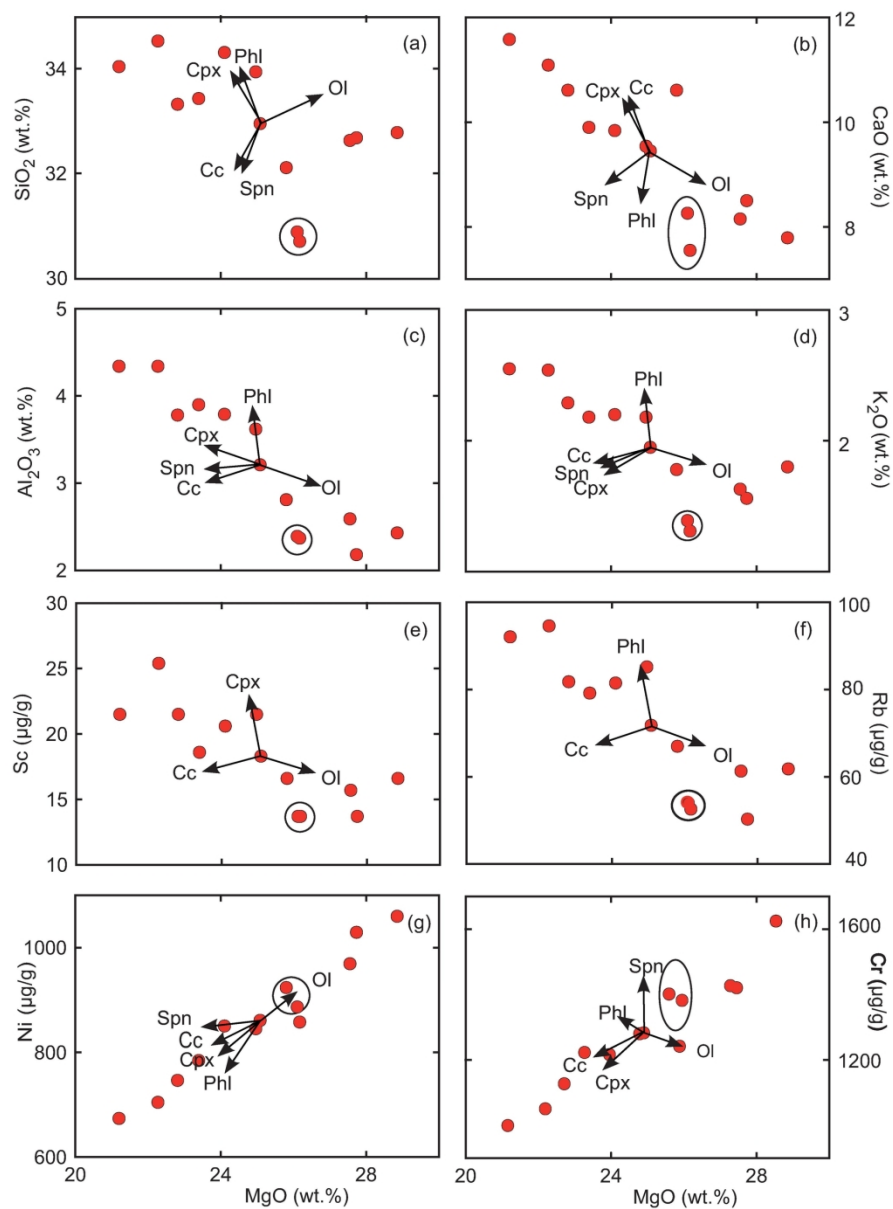 (a)
34
32
30
SiO2 (wt.%)
Phl
Cpx
Ol
Cc
Spn
(b)
12
10
8
CaO (wt.%)
Cc
Cpx
Spn
Phl
Ol
(c)
5
4
3
2
Al2O3 (wt.%)
Phl
Cpx
Spn
Cc
Ol
(d)
3
2
K2O (wt.%)
Phl
Cc
Spn
Cpx
Ol
(e)
30
25
20
15
10
Sc (µg/g)
Cpx
Cc
Ol
(f)
100
80
60
40
Rb (µg/g)
Phl
Cc
Ol
(g)
1000
800
600
Ni (µg/g)
Ol
Spn
Cc
Cpx
Phl
20 24 28
MgO (wt.%)
(h)
1600
1200
Cr (µg/g)
Spn
Phl
Cc
Cpx
Ol
20 24 28
MgO (wt.%)